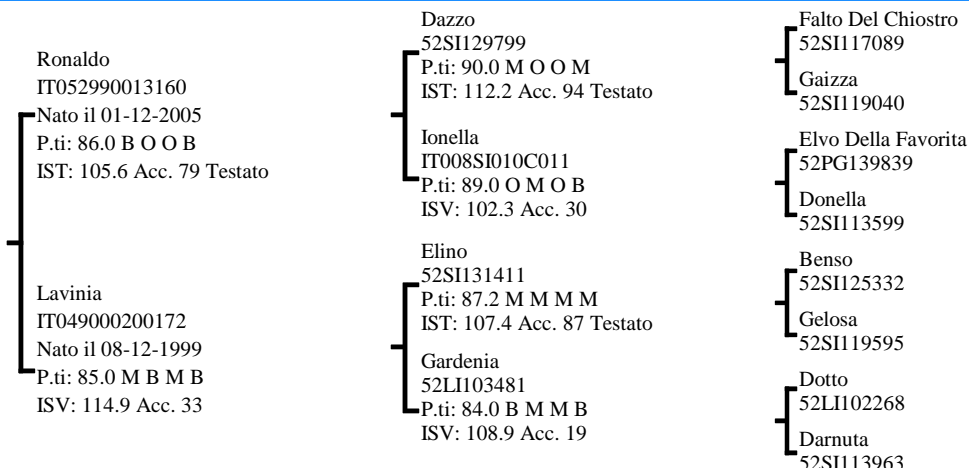 Ronaldo
IT052990013160
Nato il 01-12-2005
P.ti: 86.0 B O O B
IST: 105.6 Acc. 79 Testato
Lavinia
IT049000200172
Nato il 08-12-1999
P.ti: 85.0 M B M B
ISV: 114.9 Acc. 33
Dazzo
52SI129799
P.ti: 90.0 M O O M
IST: 112.2 Acc. 94 Testato
Ionella
IT008SI010C011
P.ti: 89.0 O M O B
ISV: 102.3 Acc. 30
Elino
52SI131411
P.ti: 87.2 M M M M
IST: 107.4 Acc. 87 Testato
Gardenia
52LI103481
P.ti: 84.0 B M M B
ISV: 108.9 Acc. 19
Falto Del Chiostro
52SI117089
Gaizza
52SI119040
Elvo Della Favorita
52PG139839
Donella
52SI113599
Benso
52SI125332
Gelosa
52SI119595
Dotto
52LI102268
Darnuta
52SI113963